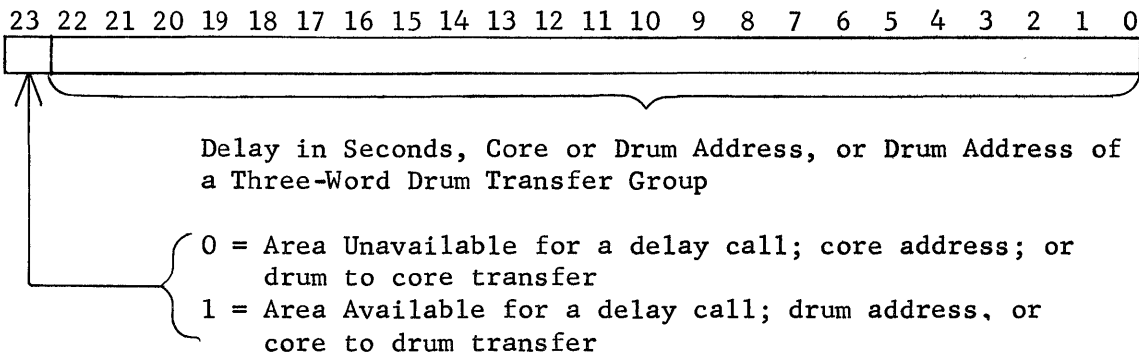 23 22 21 20 19 18 17 16 15 14 13 12 11 10 9 8 7 6 5 4 3 2 1 0
Delay in Seconds, Core or Drum Address, or Drum Address of
a Three-Word Drum Transfer Group
0 = Area Unavailable for a delay call; core address; or
drum to core transfer
1 = Area Available for a delay call; drum address, or
core to drum transfer